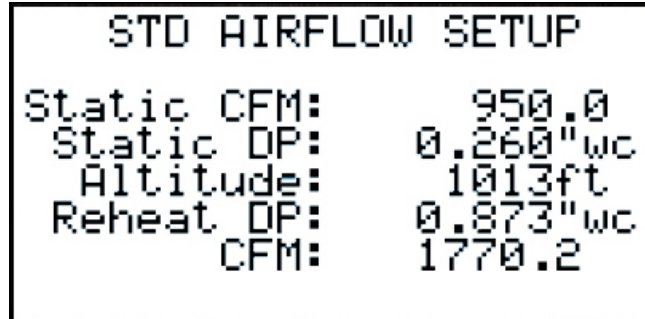 STD AIRFLOW SETUP
Static CFM: 950.0
Static DP: 0.260"wc
Altitude: 1013ft
Reheat DP: 0.873"wc
CFM: 1770.2